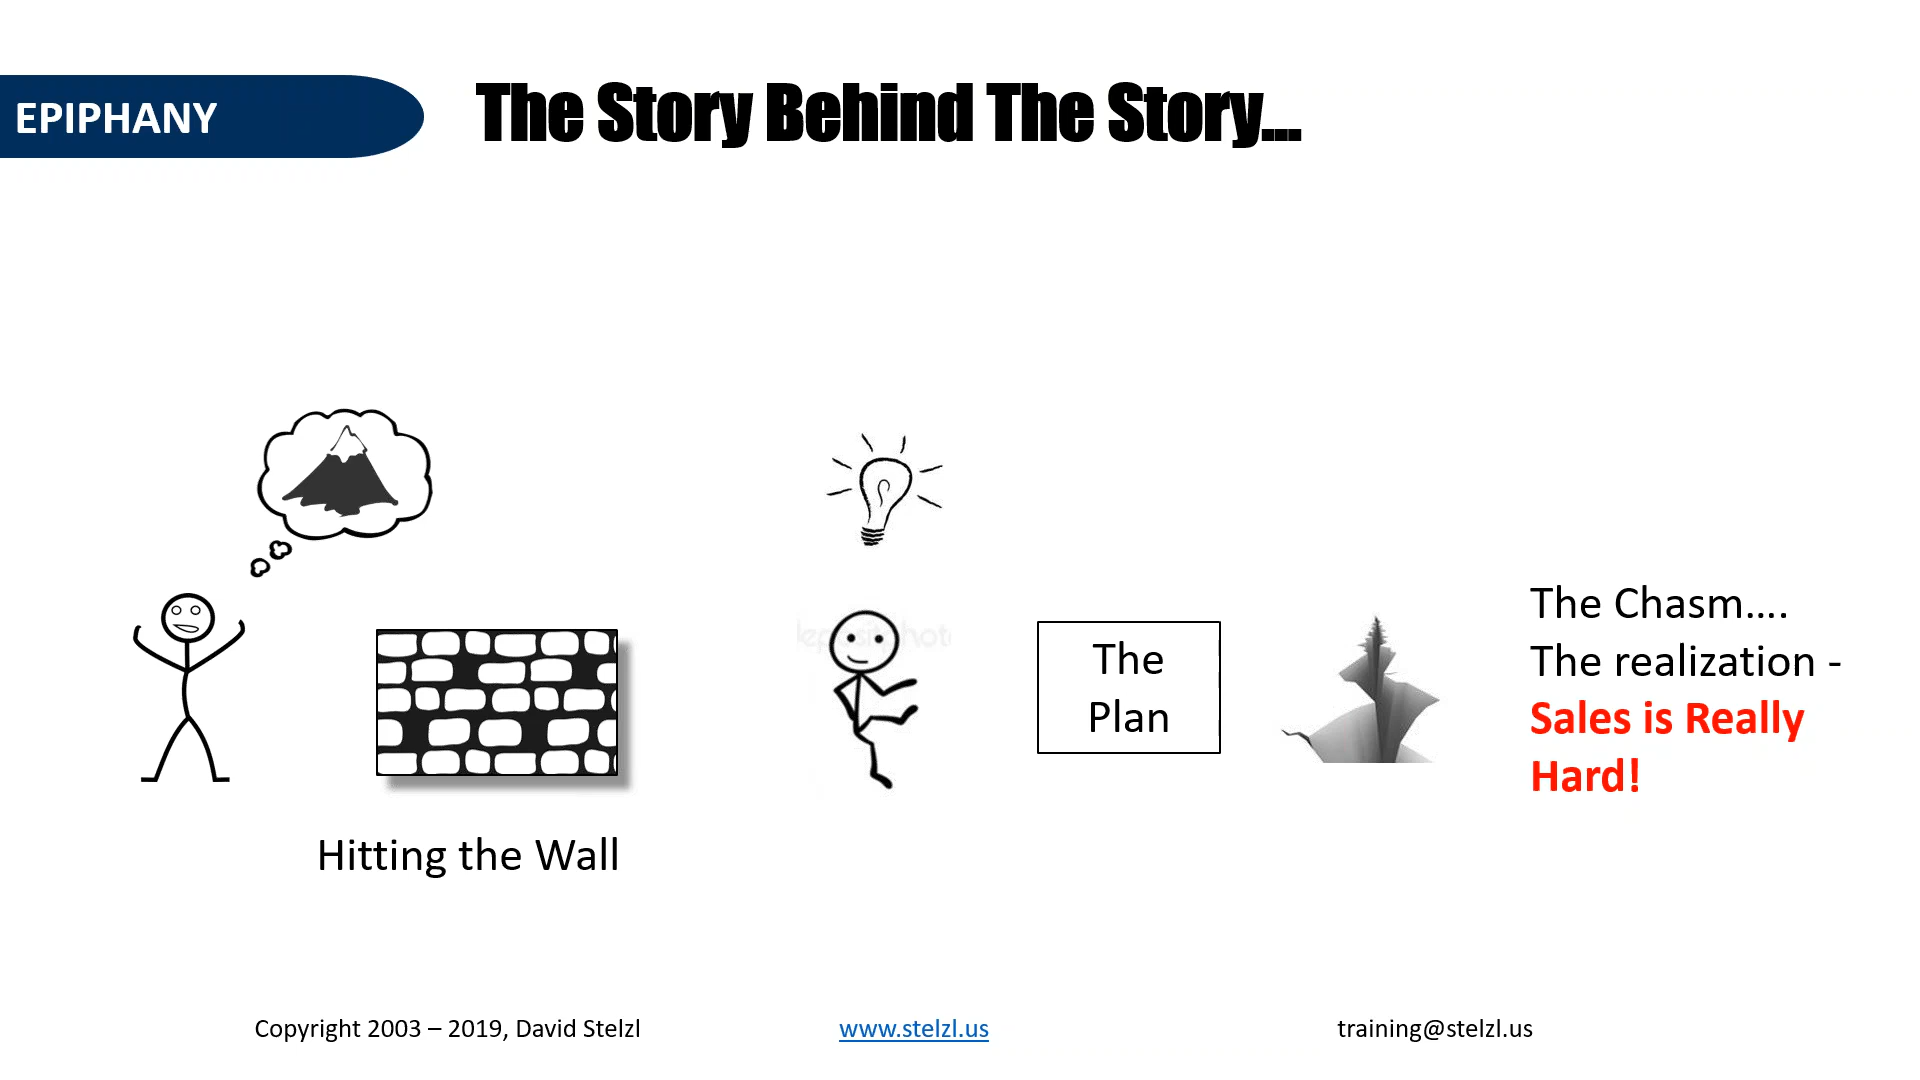 EPIPHANY
The Story Behind The Story...
The Chasm....
The realization -
Sales is Really
Hard!
The
Plan
Hitting the Wall
Copyright 2003 – 2019, David Stelzl
www.stelzl.us
training@stelzl.us